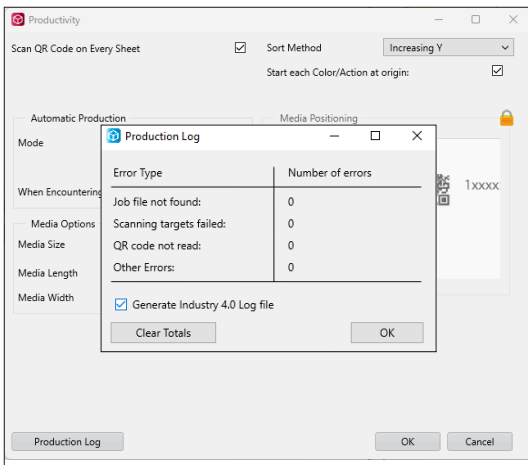 Productivity
Scan QR Code on Every Sheet
Sort Method
Increasing Y
Start each Color/Action at origin:
Automatic Production
Media Positioning
Mode
When Encountering
1xxxx
Media Options
Media Size
Media Length
Media Width
Production Log
Error Type
Number of errors
Job file not found:
0
Scanning targets failed:
0
QR code not read:
0
Other Errors:
0
Generate Industry 4.0 Log file
Clear Totals
OK
Production Log
OK
Cancel